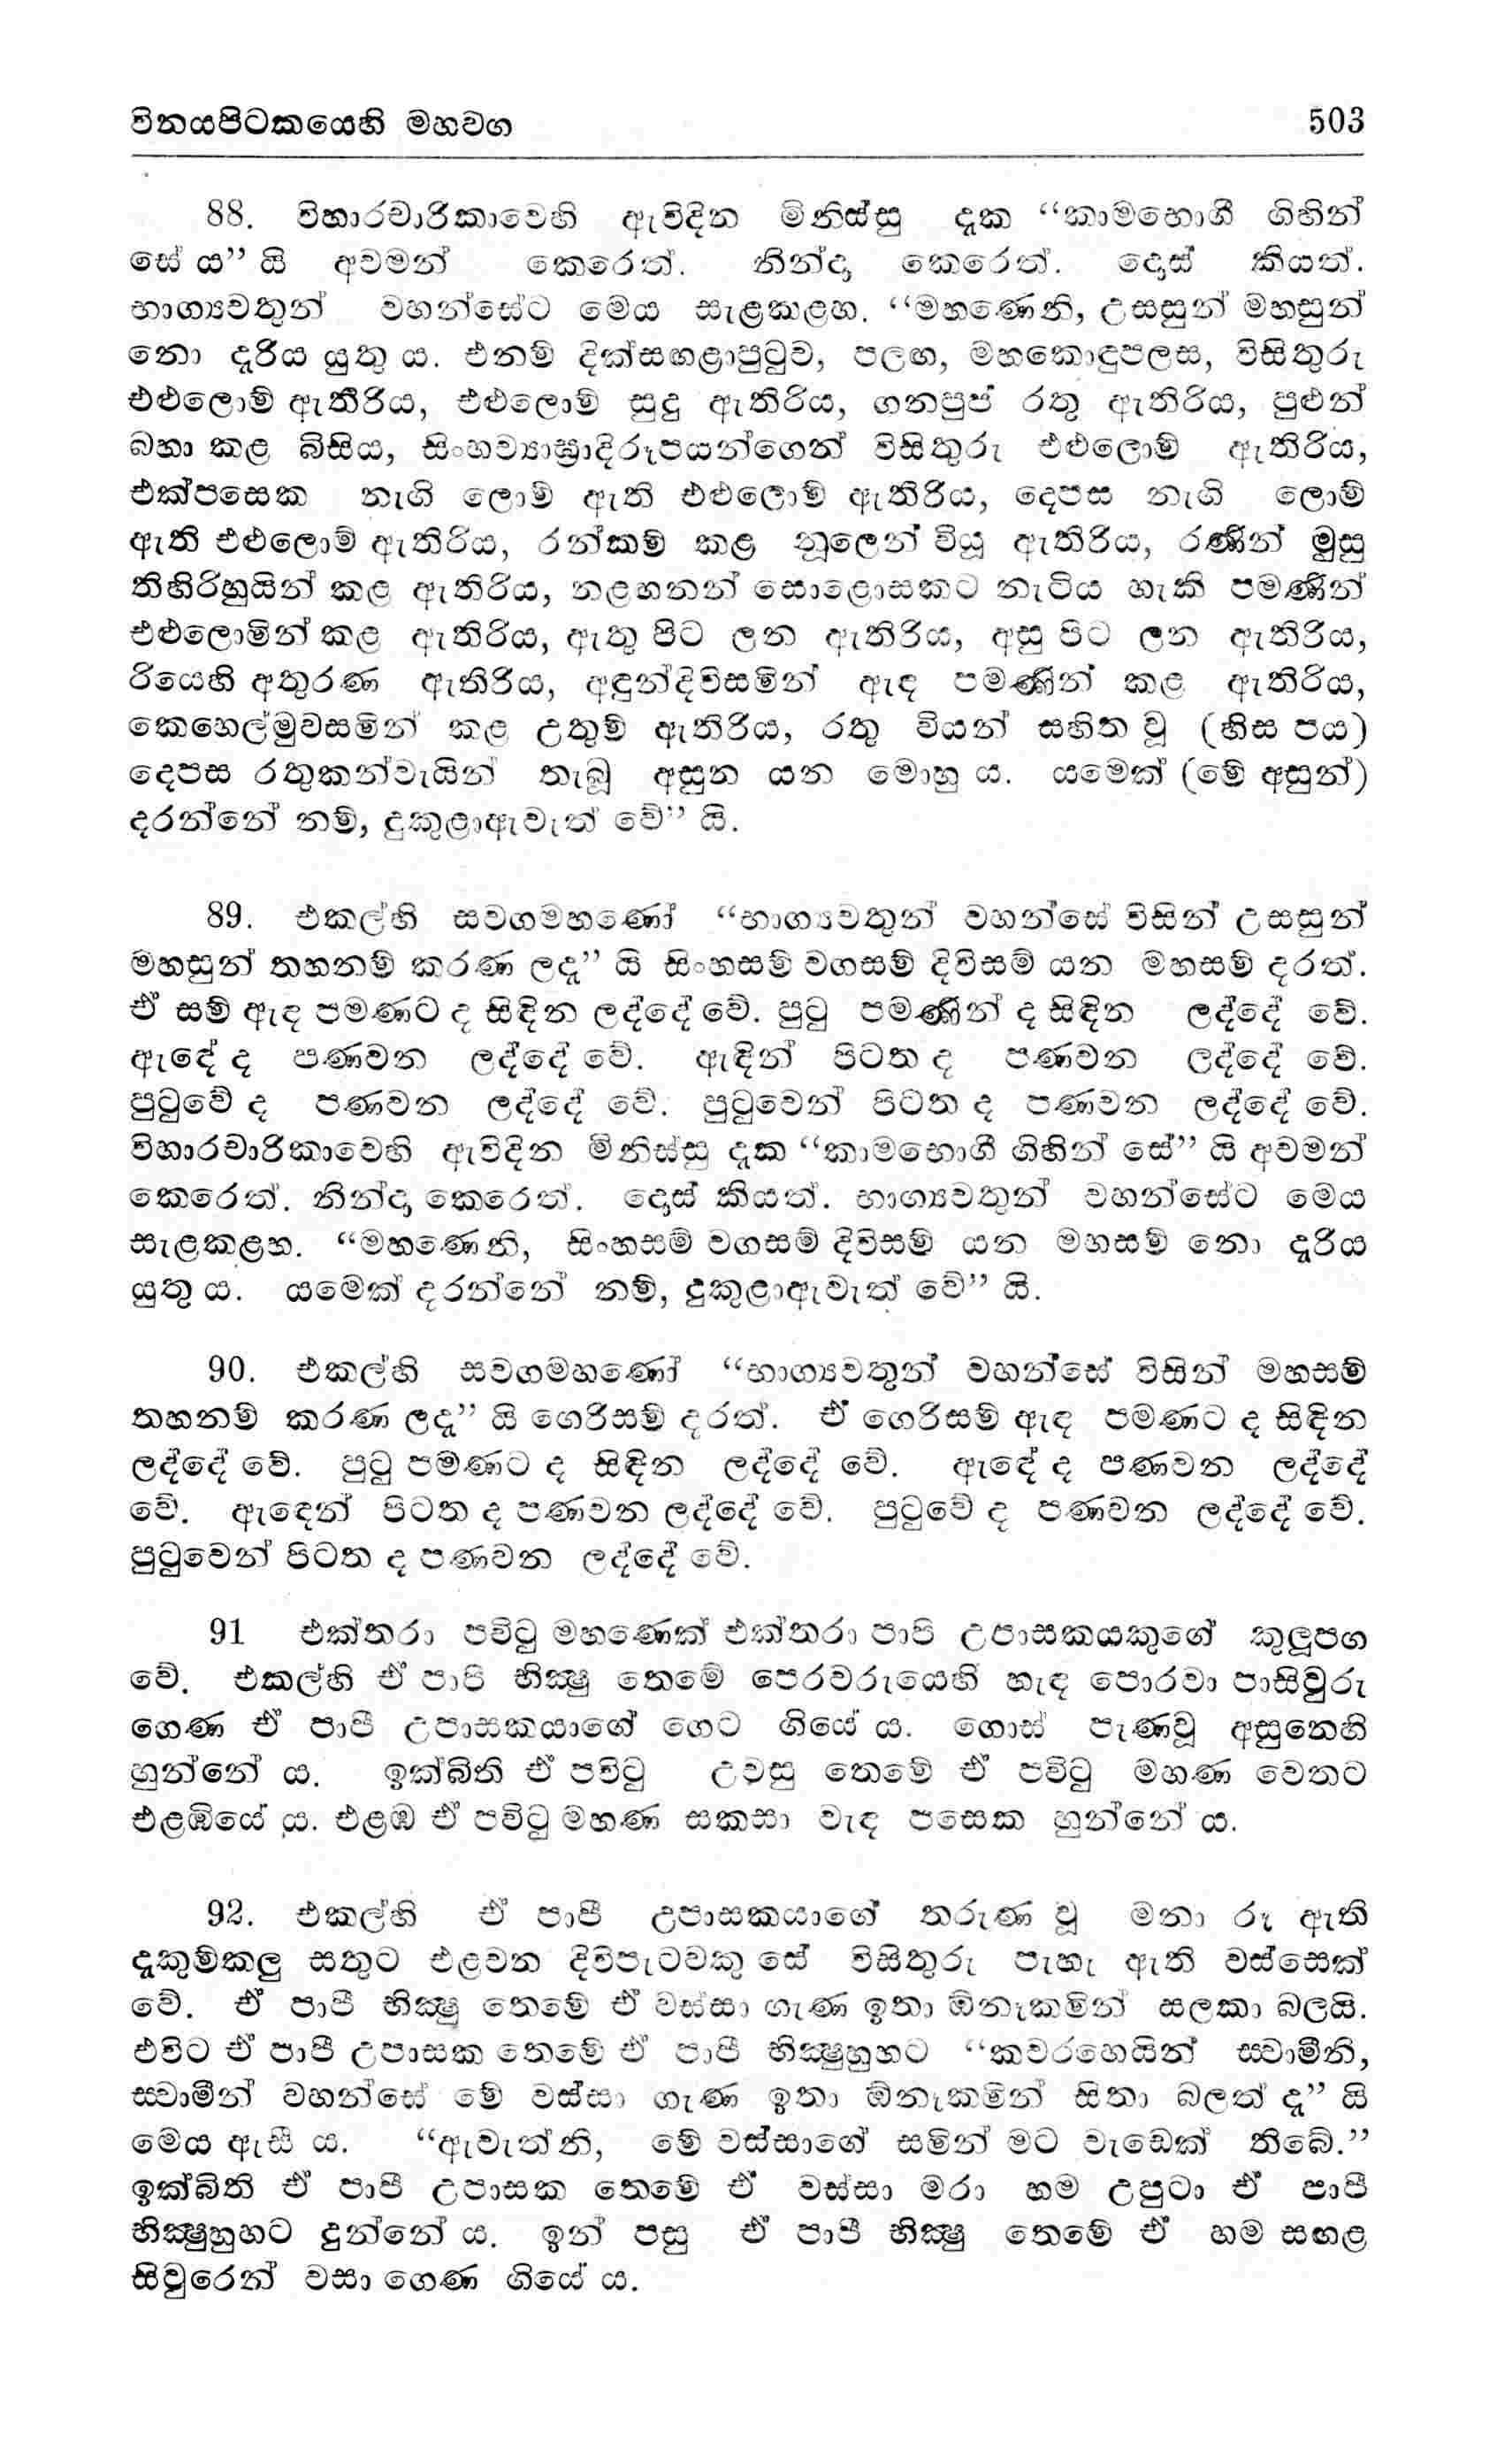 විනයපිටකයෙහි මහවග 503
88. විහාරචාරිකාවෙහි ඇවිදින මිනිස්සු දැක “කාමභොගී ගිහින්
සේ ය” යි අවමන් කෙරෙත්. නින්දා කෙරෙත්. දොස් කියත්.
භාග්‍යවතුන් වහන්සේට මෙය සැළකළහ. “මහණෙනි, උසසුන් මහසුන්
නො දැරිය යුතු ය. එනම් දික්සඟළාපුටුව, පලඟ, මහකොඳුපලස, විසිතුරු
එළුලොම් ඇතිරිය, එළුලොම් සුදු ඇතිරිය, ගනපුප් රතු ඇතිරිය, පුළුන්
බහා කළ බිසිය, සිංහව්‍යාඝ්‍රාදිරූපයන්ගෙන් විසිතුරු එළුලොම් ඇතිරිය,
එක්පසෙක නැගි ලොම් ඇති එළුලොම් ඇතිරිය, දෙපස නැගි ලොම්
ඇති එළුලොම් ඇතිරිය, රන්කම් කළ නූලෙන් වියූ ඇතිරිය, රණින් මුසු
තිහිරිහුයින් කළ ඇතිරිය, නළඟනන් සොළොසකට නැටිය හැකි පමණින්
එළුලොමින් කළ ඇතිරිය, ඇතු පිට ලන ඇතිරිය, අසු පිට ලන ඇතිරිය,
රියෙහි අතුරණ ඇතිරිය, අඳුන්දිවිසමින් ඇඳ පමණින් කළ ඇතිරිය,
කෙහෙල්මුවසමින් කළ උතුම් ඇතිරිය, රතු වියන් සහිත වූ (හිස පය)
දෙපස රතුකන්වැයින් තැබූ අසුන යන මොහු ය. යමෙක් (මේ අසුන්)
දරන්නේ නම්, දුකුළාඇවැත් වේ” යි.
89. එකල්හි සවගමහණෝ “භාග්‍යවතුන් වහන්සේ විසින් උසසුන්
මහසුන් තහනම් කරණ ලදැ” යි සිංහසම් වගසම් දිවිසම් යන මහසම් දරත්.
ඒ සම් ඇඳ පමණට ද සිඳින ලද්දේ වේ. පුටු පමණින් ද සිඳින ලද්දේ වේ.
ඇඳේ ද පණවන ලද්දේ වේ. ඇඳින් පිටත ද පණවන ලද්දේ වේ.
පුටුවේ ද පණවන ලද්දේ වේ. පුටුවෙන් පිටත ද පණවන ලද්දේ වේ.
විහාරචාරිකාවෙහි ඇවිදින මිනිස්සු දැක “කාමභොගී ගිහින් සේ” යි අවමන්
කෙරෙත්. නින්දා කෙරෙත්. දොස් කියත්. භාග්‍යවතුන් වහන්සේට මෙය
සැළකළහ. “මහණෙනි, සිංහසම් වගසම් දිවිසම් යන මහසම් නො දැරිය
යුතු ය. යමෙක් දරන්නේ නම්, දුකුළාඇවැත් වේ” යි.
90. එකල්හි සවගමහණෝ “භාග්‍යවතුන් වහන්සේ විසින් මහසම්
තහනම් කරණ ලදැ” යි ගෙරිසම් දරත්. ඒ ගෙරිසම් ඇඳ පමණට ද සිඳින
ලද්දේ වේ. පුටු පමණට ද සිඳින ලද්දේ වේ. ඇඳේ ද පණවන ලද්දේ
වේ. ඇඳෙන් පිටත ද පණවන ලද්දේ වේ. පුටුවේ ද පණවන ලද්දේ වේ.
පුටුවෙන් පිටත ද පණවන ලද්දේ වේ.
91 එක්තරා පවිටු මහණෙක් එක්තරා පාපි උපාසකයකුගේ කුලූපග
වේ. එකල්හි ඒ පාපී භික්‍ෂු තෙමේ පෙරවරුයෙහි හැඳ පොරවා පාසිවුරු
ගෙණ ඒ පාපී උපාසකයාගේ ගෙට ගියේ ය. ගොස් පැණවූ අසුනෙහි
හුන්නේ ය. ඉක්බිති ඒ පවිටු උවසු තෙමේ ඒ පවිටු මහණ වෙතට
එළඹියේ ය. එළඹ ඒ පවිටු මහණ සකසා වැඳ පසෙක හුන්නේ ය.
92. එකල්හි ඒ පාපී උපාසකයාගේ තරුණ වූ මනා රූ ඇති
දැකුම්කලු සතුට එළවන දිවිපැටවකු සේ විසිතුරු පැහැ ඇති වස්සෙක්
වේ. ඒ පාපී භික්‍ෂු තෙමේ ඒ වස්සා ගැණ ඉතා ඕනෑකමින් සලකා බලයි.
එවිට ඒ පාපී උපාසක තෙමේ ඒ පාපී භික්‍ෂුහුහට “කවරහෙයින් ස්වාමීනි,
ස්වාමීන් වහන්සේ මේ වස්සා ගැණ ඉතා ඕනෑකමින් සිතා බලත් දැ” යි
මෙය ඇසී ය. “ඇවැත්නි, මේ වස්සාගේ සමින් මට වැඩෙක් තිබේ.”
ඉක්බිති ඒ පාපී උපාසක තෙමේ ඒ වස්සා මරා හම උපුටා ඒ පාපී
භික්‍ෂුහුහට දුන්නේ ය. ඉන් පසු ඒ පාපී භික්‍ෂු තෙමේ ඒ හම සඟළ
සිවුරෙන් වසා ගෙණ ගියේ ය.